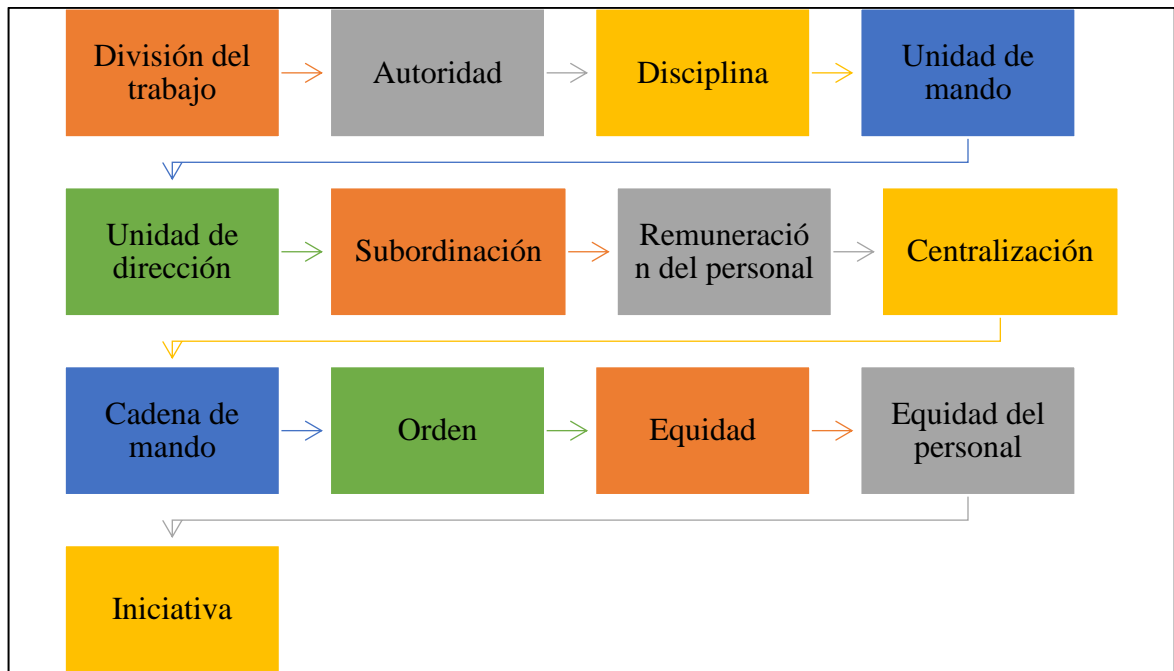 División del
trabajo
Autoridad
Disciplina
Unidad de
mando
Unidad de
dirección
Subordinación
Remuneració
n del personal
Centralización
Cadena de
mando
Orden
Equidad
Equidad del
personal
Iniciativa